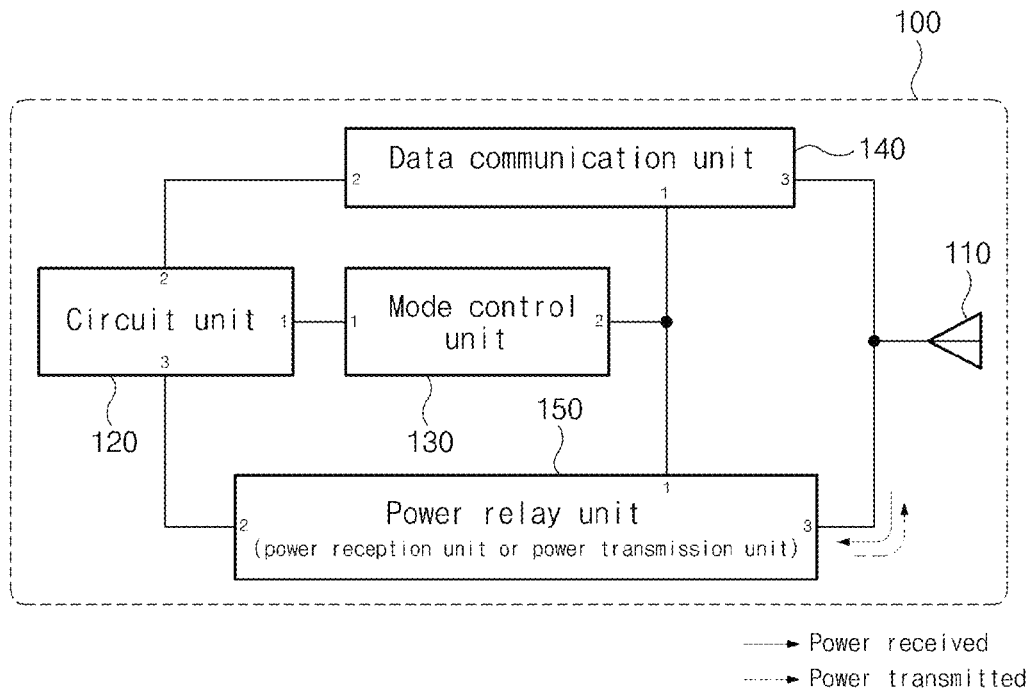 100
Data communication unit
140
2
1
3
110
2
Circuit unit
1
3
1
Mode control
unit
2
120
130
150
1
2
Power relay unit
3
(power reception unit or power transmission unit)
Power received
Power transmitted